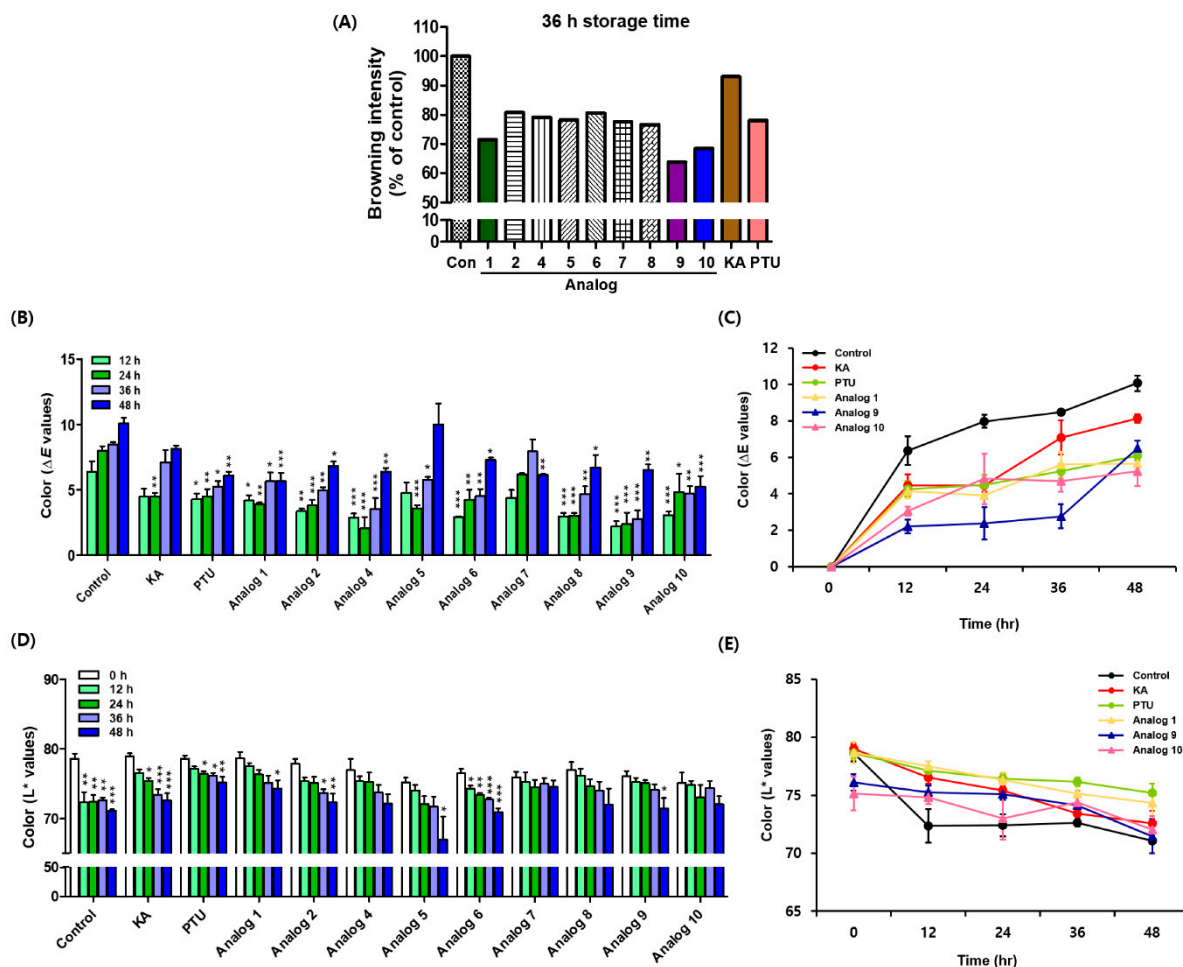 (A)
36 h storage time
Browning intensity
(% of control)
100
90
80
70
60
50
10
0
Con 1 2 4 5 6 7 8 9 10 KA PTU
Analog
(B)
Color (ΔE values)
15
10
5
0
12 h
24 h
36 h
48 h
* ** * ** * ** * ** * *** ** *** ** * *** *** *** ** *** * *** ** ** * ** *** *** ** * *** *** *** ** *** * ** ***
Control KA PTU Analog 1 Analog 2 Analog 4 Analog 5 Analog 6 Analog 7 Analog 8 Analog 9 Analog 10
(C)
Color (ΔE values)
12
10
8
6
4
2
0
Control
KA
PTU
Analog 1
Analog 9
Analog 10
0 12 24 36 48
Time (hr)
(D)
Color (L* values)
90
80
70
50
0
0 h
12 h
24 h
36 h
48 h
** ** ** *** * *** *** * * ** * * ** * * ** ** *** *
Control KA PTU Analog 1 Analog 2 Analog 4 Analog 5 Analog 6 Analog 7 Analog 8 Analog 9 Analog 10
(E)
Color (L* values)
85
80
75
70
65
Control
KA
PTU
Analog 1
Analog 9
Analog 10
0 12 24 36 48
Time (hr)